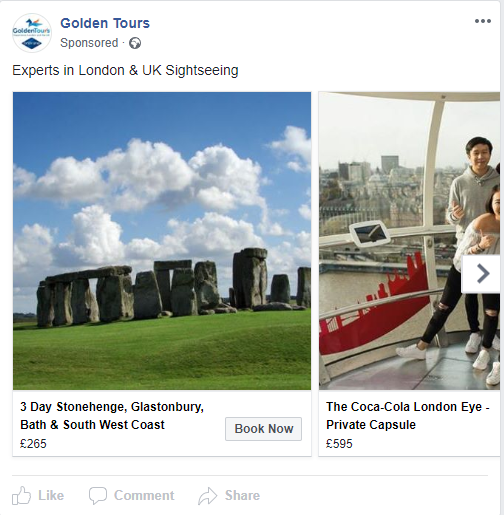 GoldenTours
Golden Tours
Sponsored ·
Experts in London & UK Sightseeing
3 Day Stonehenge, Glastonbury,
Bath & South West Coast
£265
Book Now
The Coca-Cola London Eye -
Private Capsule
£595
Like
Comment
Share